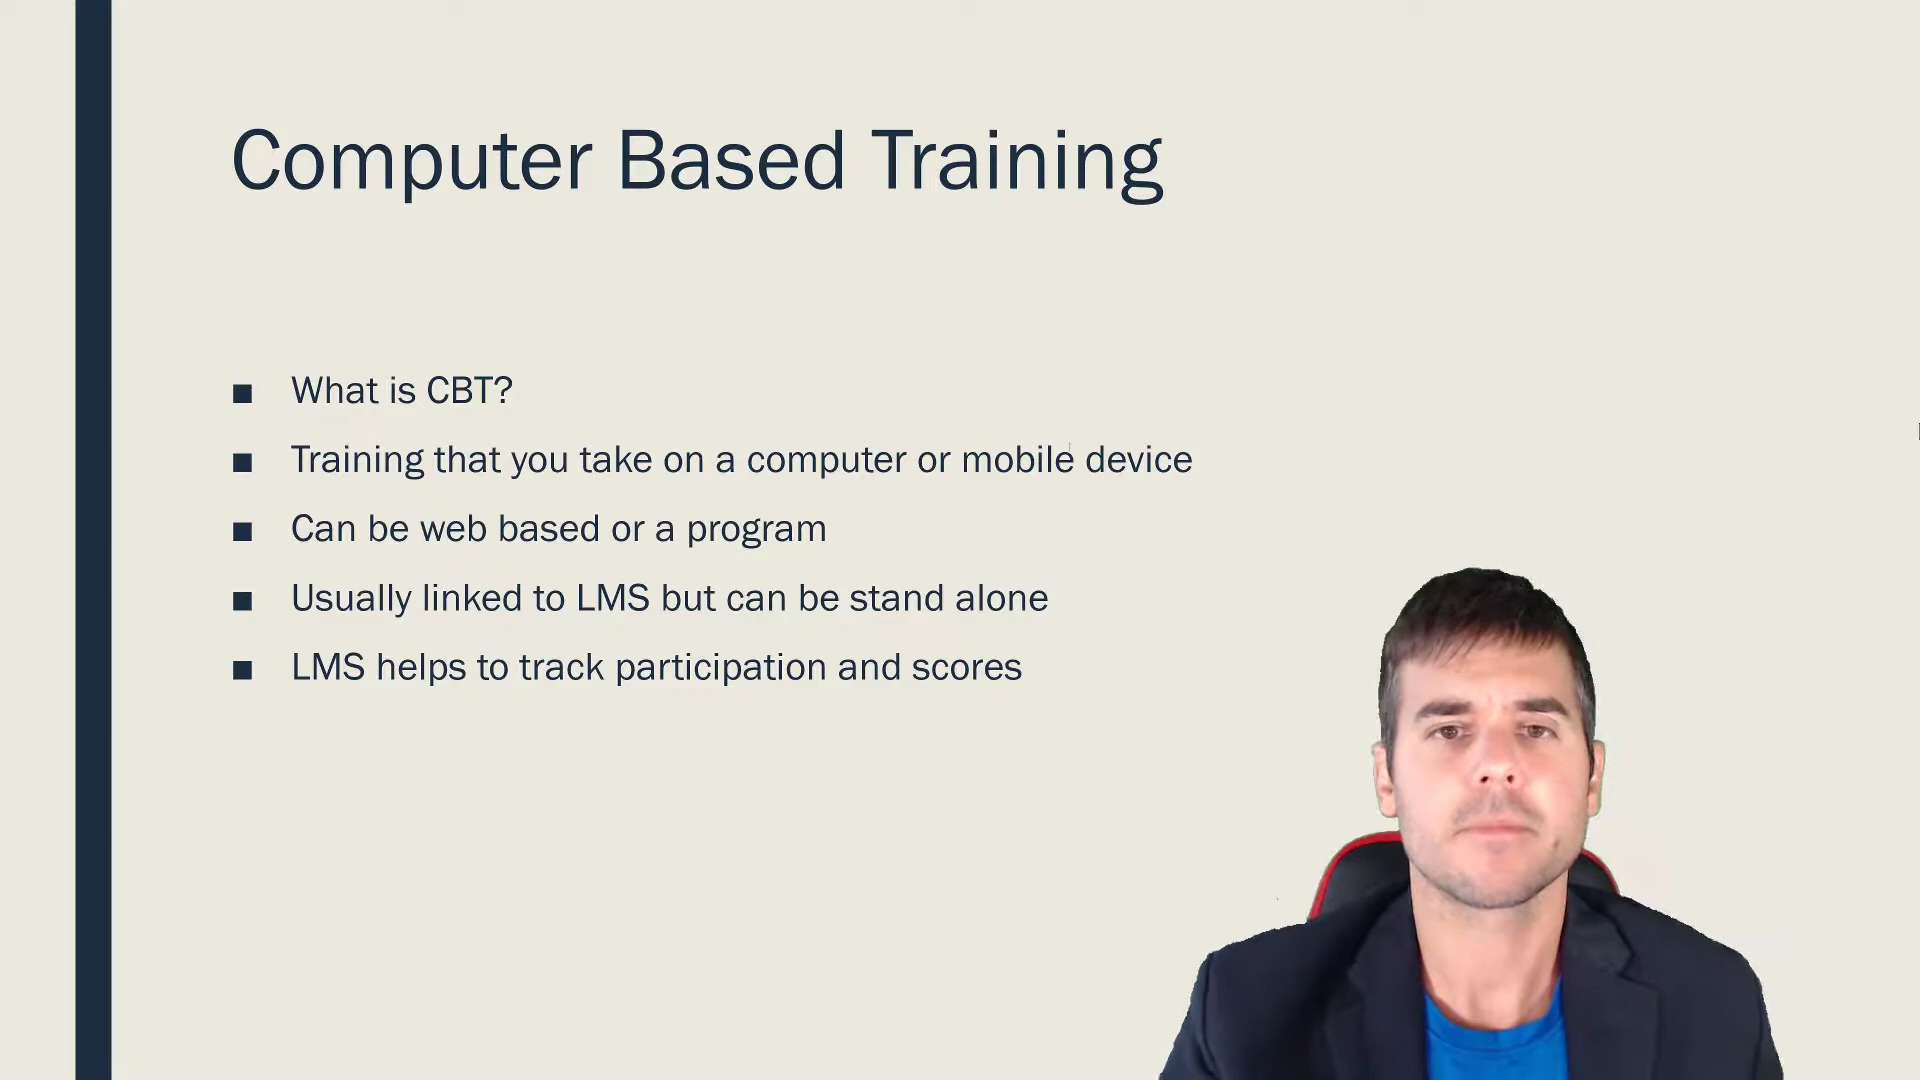 Computer Based Training
What is CBT?
Training that you take on a computer or mobile device
Can be web based or a program
Usually linked to LMS but can be stand alone
LMS helps to track participation and scores